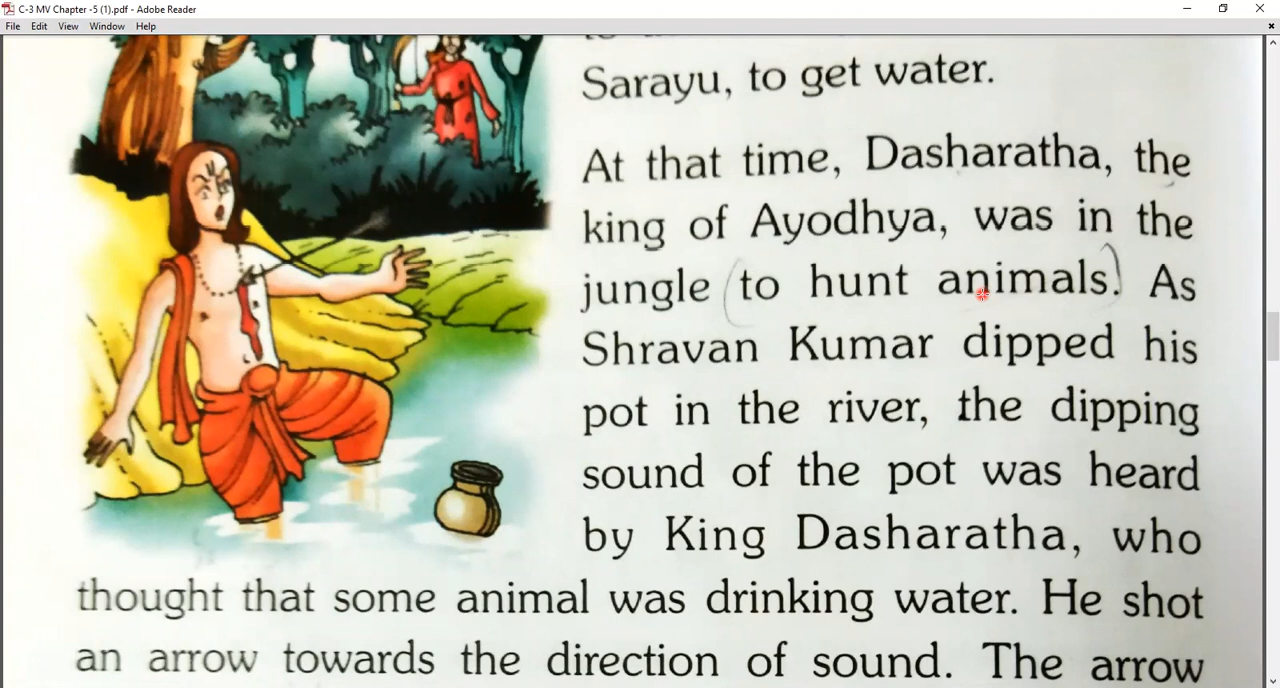 C-3 MV Chapter -5 (1).pdf - Adobe Reader
File Edit View Window Help
Sarayu, to get water.
At that time, Dasharatha, the
king of Ayodhya, was in the
jungle (to hunt animals.) As
Shravan Kumar dipped his
pot in the river, the dipping
sound of the pot was heard
by King Dasharatha, who
thought that some animal was drinking water. He shot
an arrow towards the direction of sound. The arrow